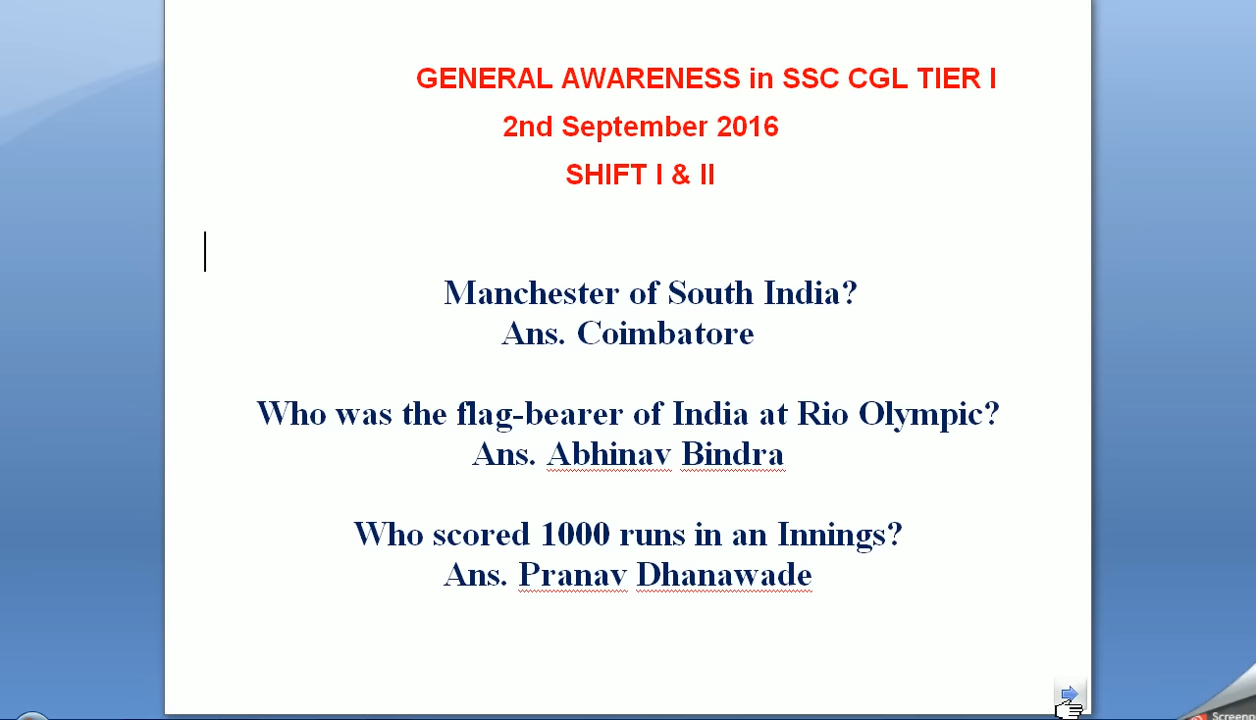 GENERAL AWARENESS in SSC CGL TIER I
2nd September 2016
SHIFT I & II
Manchester of South India?
Ans. Coimbatore
Who was the flag-bearer of India at Rio Olympic?
Ans. Abhinav Bindra
Who scored 1000 runs in an Innings?
Ans. Pranav Dhanawade